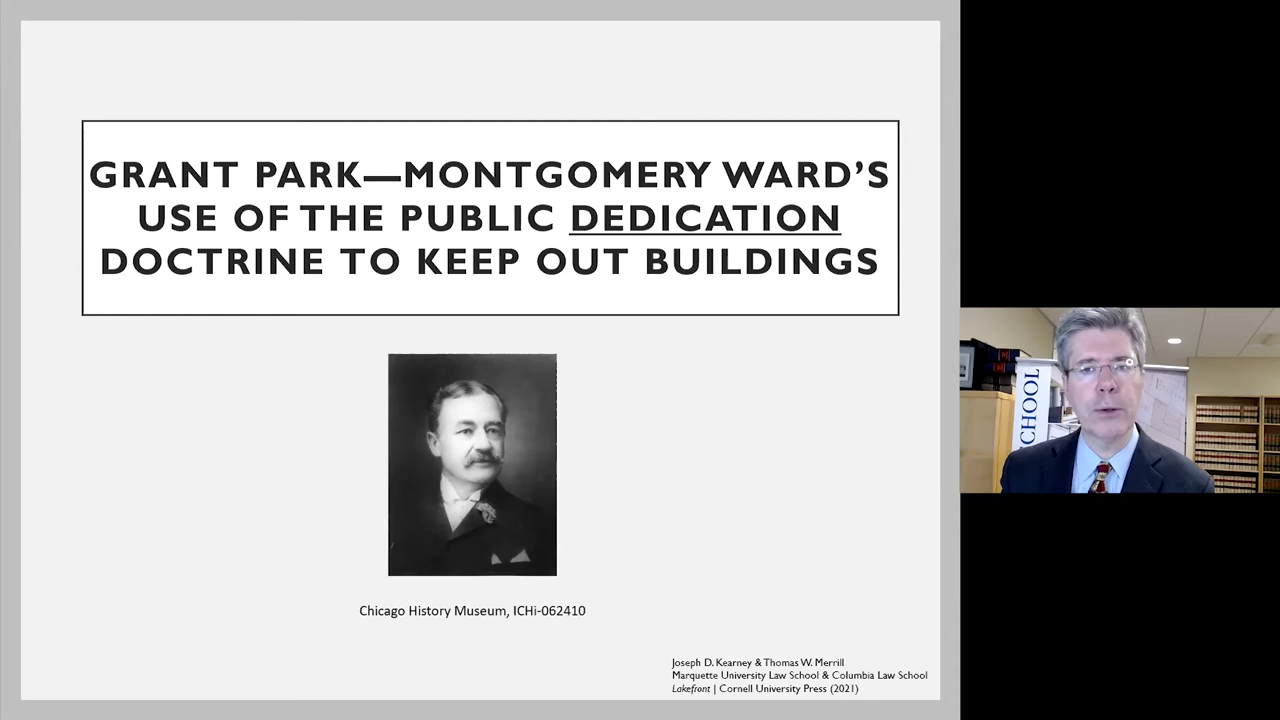 GRANT PARK—MONTGOMERY WARD'S
USE OF THE PUBLIC DEDICATION
DOCTRINE TO KEEP OUT BUILDINGS
Chicago History Museum, ICHi-062410
Joseph D. Kearney & Thomas W. Merrill
Marquette University Law School & Columbia Law School
Lakefront | Cornell University Press (2021)
CHOOL